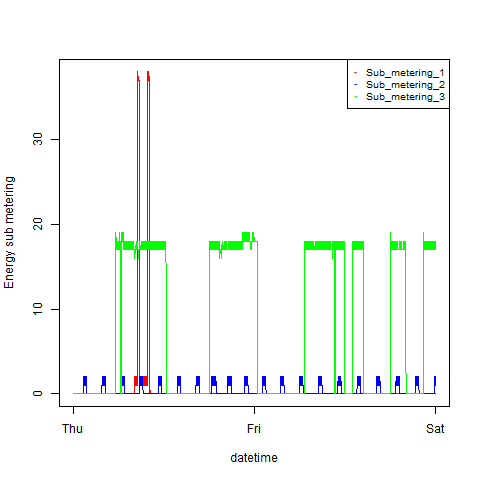 Sub_metering_1
Sub_metering_2
Sub_metering_3
Energy sub metering
30
20
10
0
Thu Fri Sat
datetime